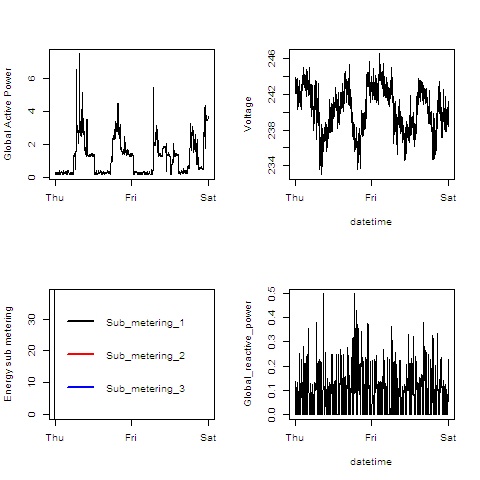 Global Active Power
6
4
2
0
Thu
Fri
Sat
Voltage
246
242
238
234
Thu
Fri
Sat
datetime
Energy sub metering
30
20
10
0
Sub_metering_1
Sub_metering_2
Sub_metering_3
Thu
Fri
Sat
Global_reactive_power
0.5
0.4
0.3
0.2
0.1
0.0
Thu
Fri
Sat
datetime